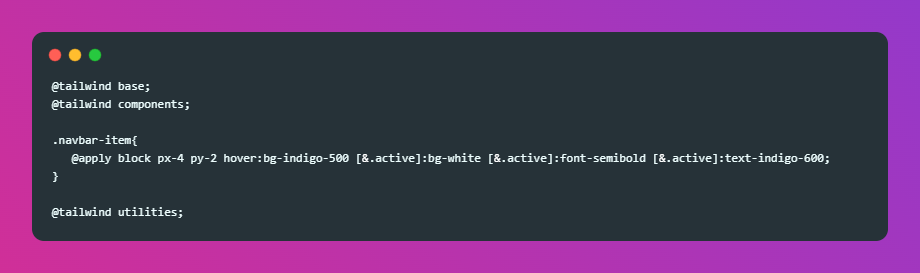 @tailwind base;
@tailwind components;
.navbar-item{
@apply block px-4 py-2 hover:bg-indigo-500 [&.active]:bg-white [&.active]:font-semibold [&.active]:text-indigo-600;
}
@tailwind utilities;